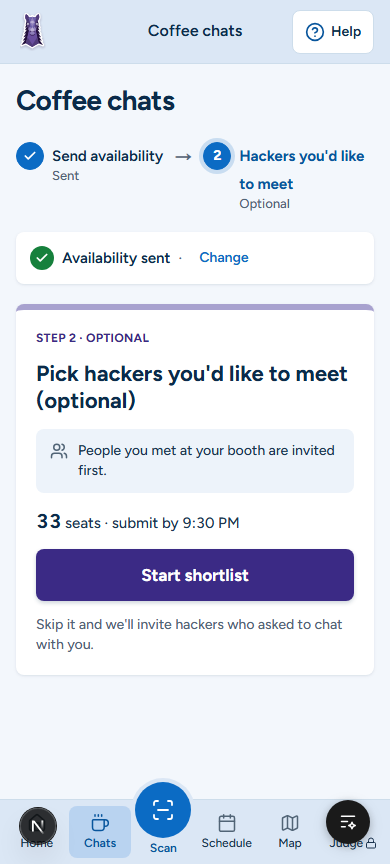 Coffee chats
Help
Coffee chats
Send availability
Sent
2
Hackers you'd like
to meet
Optional
Availability sent ·
Change
STEP 2 · OPTIONAL
Pick hackers you'd like to meet
(optional)
People you met at your booth are invited
first.
33 seats · submit by 9:30 PM
Start shortlist
Skip it and we'll invite hackers who asked to chat
with you.
N
Home
Chats
Scan
Schedule
Map
Judge